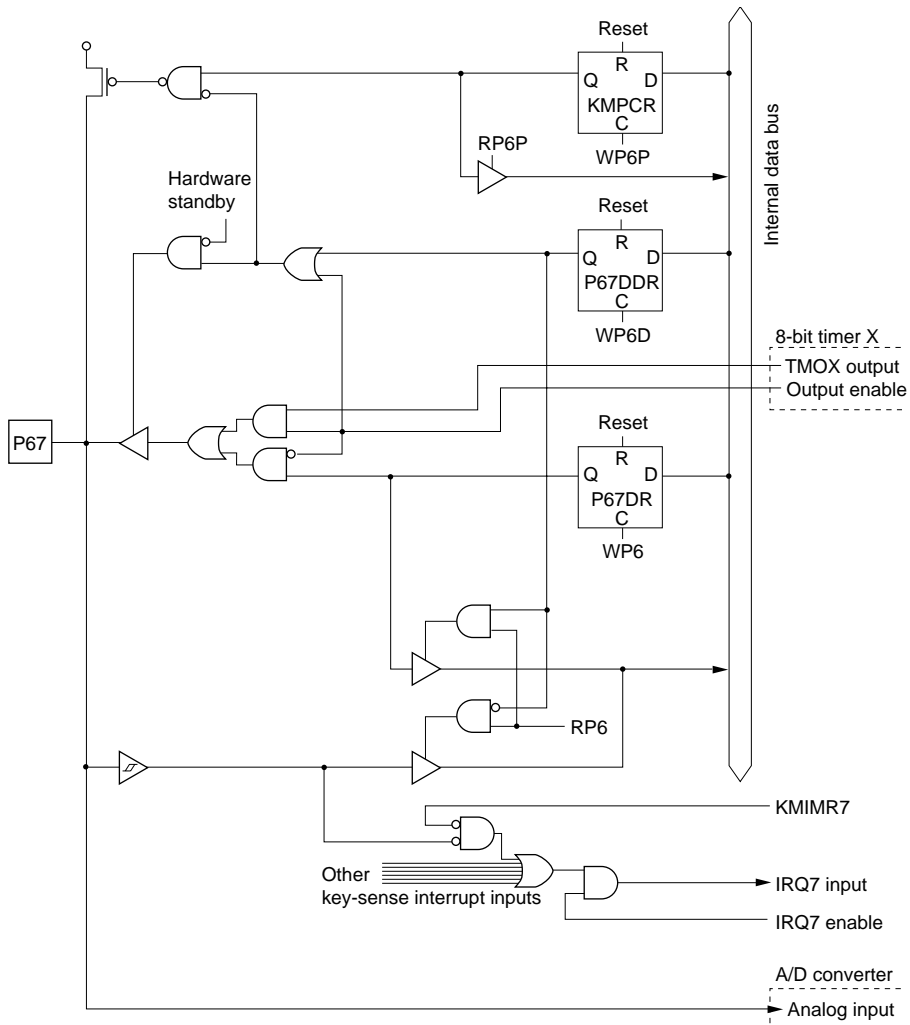 Reset
R
Q D
KMPCR
C
WP6P
RP6P
Internal data bus
Hardware
standby
Reset
R
Q D
P67DDR
C
WP6D
8-bit timer X
TMOX output
Output enable
P67
Reset
R
Q D
P67DR
C
WP6
RP6
KMIMR7
Other
key-sense interrupt inputs
IRQ7 input
IRQ7 enable
A/D converter
Analog input